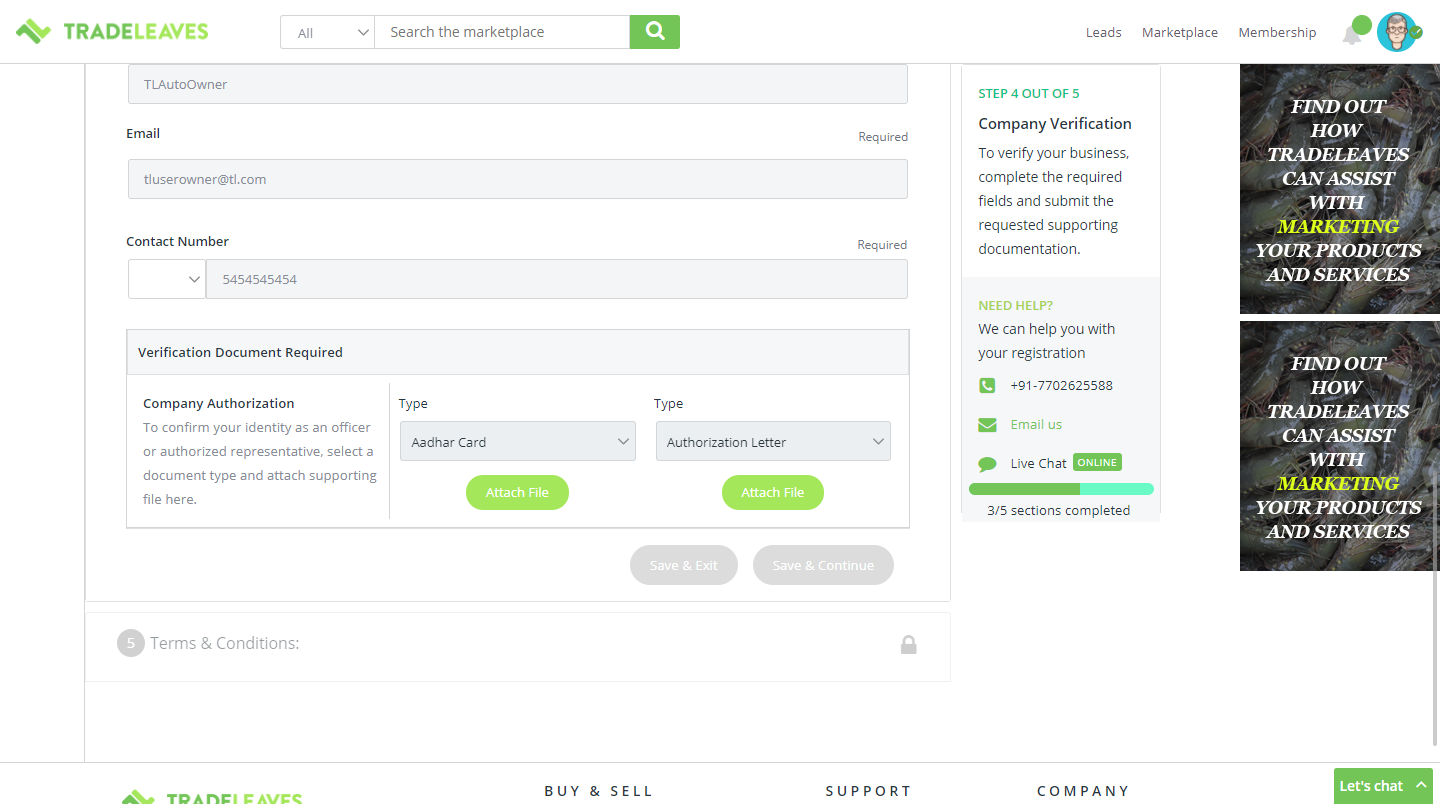 TRADELEAVES
All
Search the marketplace
Leads
Marketplace
Membership
TLAutoOwner
Email
Required
tluserowner@tl.com
Contact Number
Required
5454545454
Verification Document Required
Company Authorization
To confirm your identity as an officer
or authorized representative, select a
document type and attach supporting
file here.
Type
Aadhar Card
Attach File
Type
Authorization Letter
Attach File
Save & Exit
Save & Continue
5 Terms & Conditions:
STEP 4 OUT OF 5
Company Verification
To verify your business,
complete the required
fields and submit the
requested supporting
documentation.
NEED HELP?
We can help you with
your registration
+91-7702625588
Email us
Live Chat ONLINE
3/5 sections completed
FIND OUT
HOW
TRADELEAVES
CAN ASSIST
WITH
MARKETING
YOUR PRODUCTS
AND SERVICES
FIND OUT
HOW
TRADELEAVES
CAN ASSIST
WITH
MARKETING
YOUR PRODUCTS
AND SERVICES
TRADELEAVES
BUY & SELL
SUPPORT
COMPANY
Let's chat